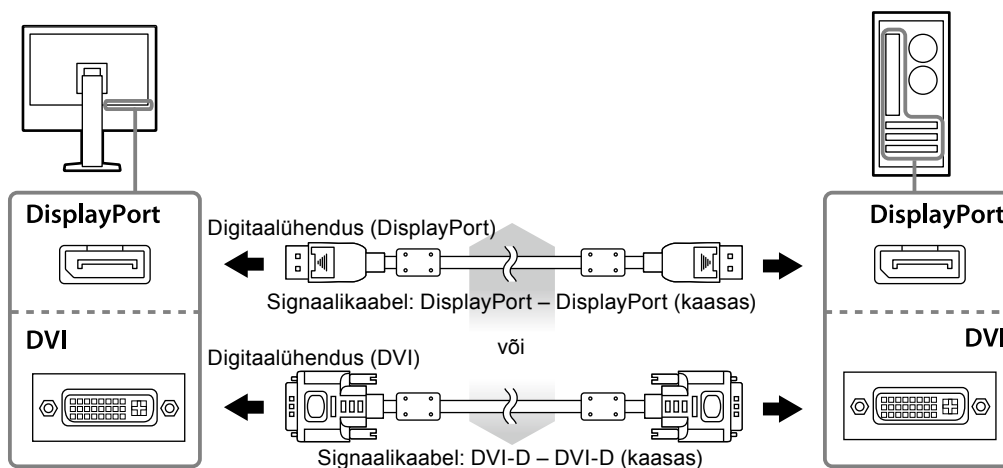 DisplayPort
DVI
Digitaalühendus (DisplayPort)
Signaalikaabel: DisplayPort – DisplayPort (kaasas)
või
Digitaalühendus (DVI)
Signaalikaabel: DVI-D – DVI-D (kaasas)
DisplayPort
DVI